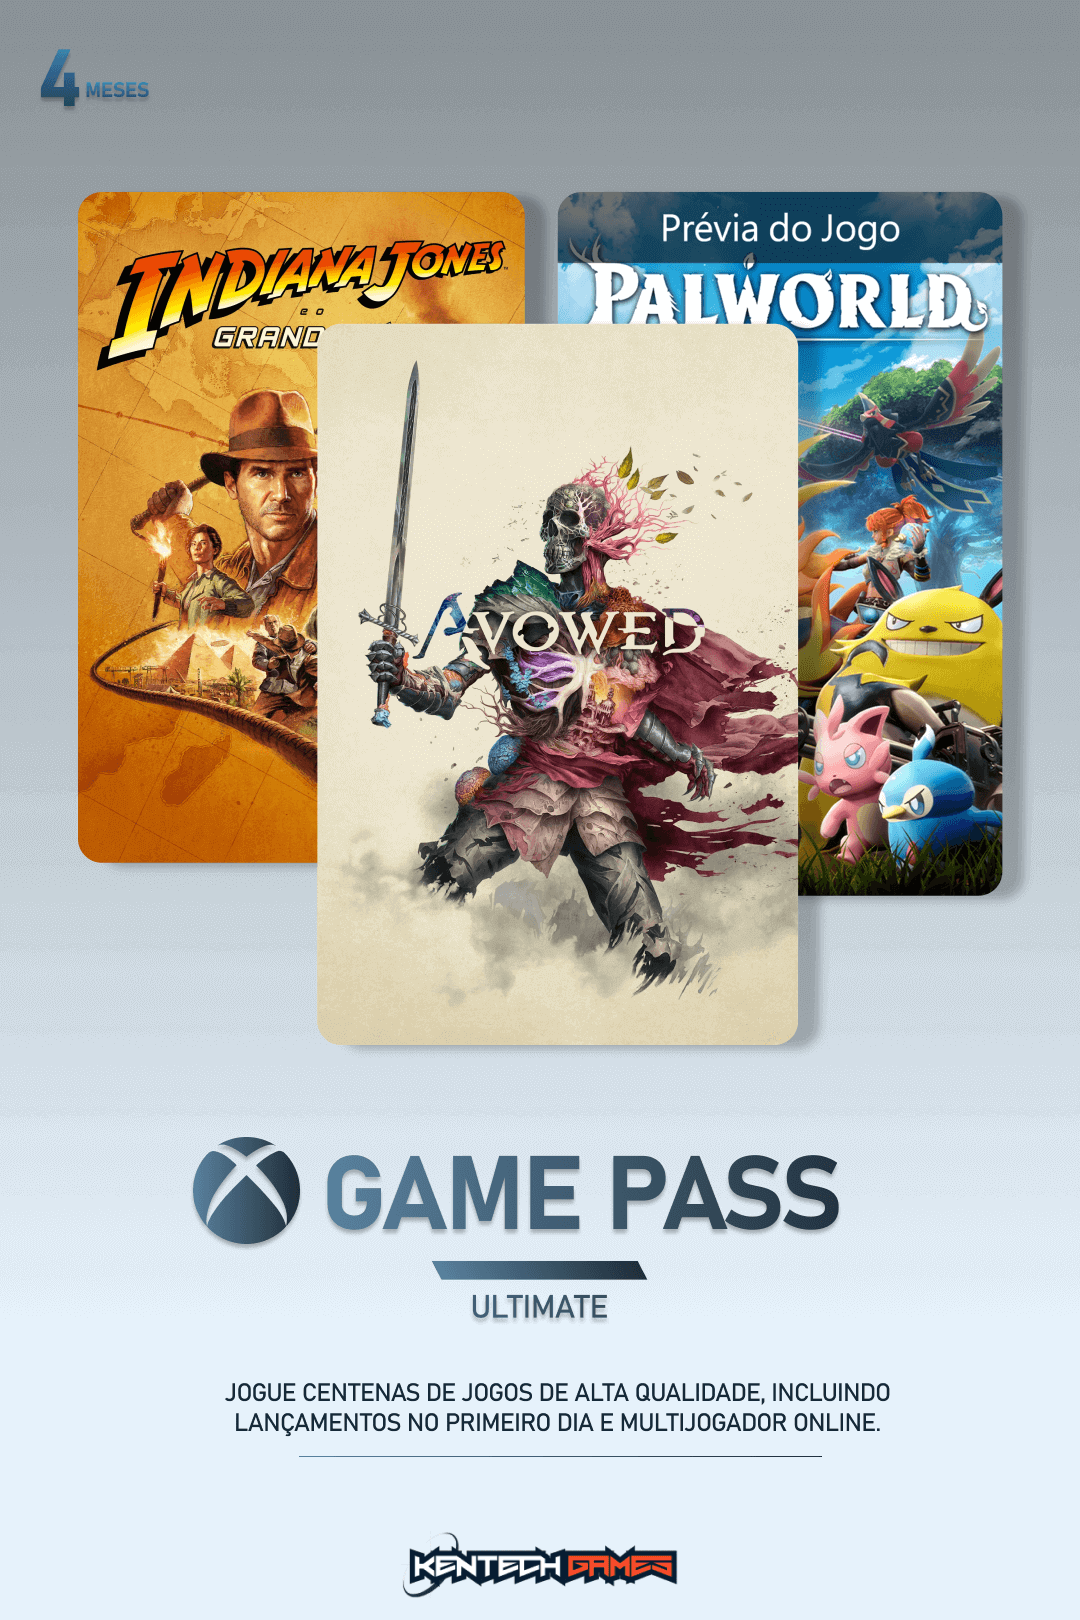 4 MESES
INDIANA JONES
E O
GRAND
Prévia do Jogo
PALWORLD
AVOWED
GAME PASS
ULTIMATE
JOGUE CENTENAS DE JOGOS DE ALTA QUALIDADE, INCLUINDO
LANÇAMENTOS NO PRIMEIRO DIA E MULTIJOGADOR ONLINE.
KENTECH GAMES